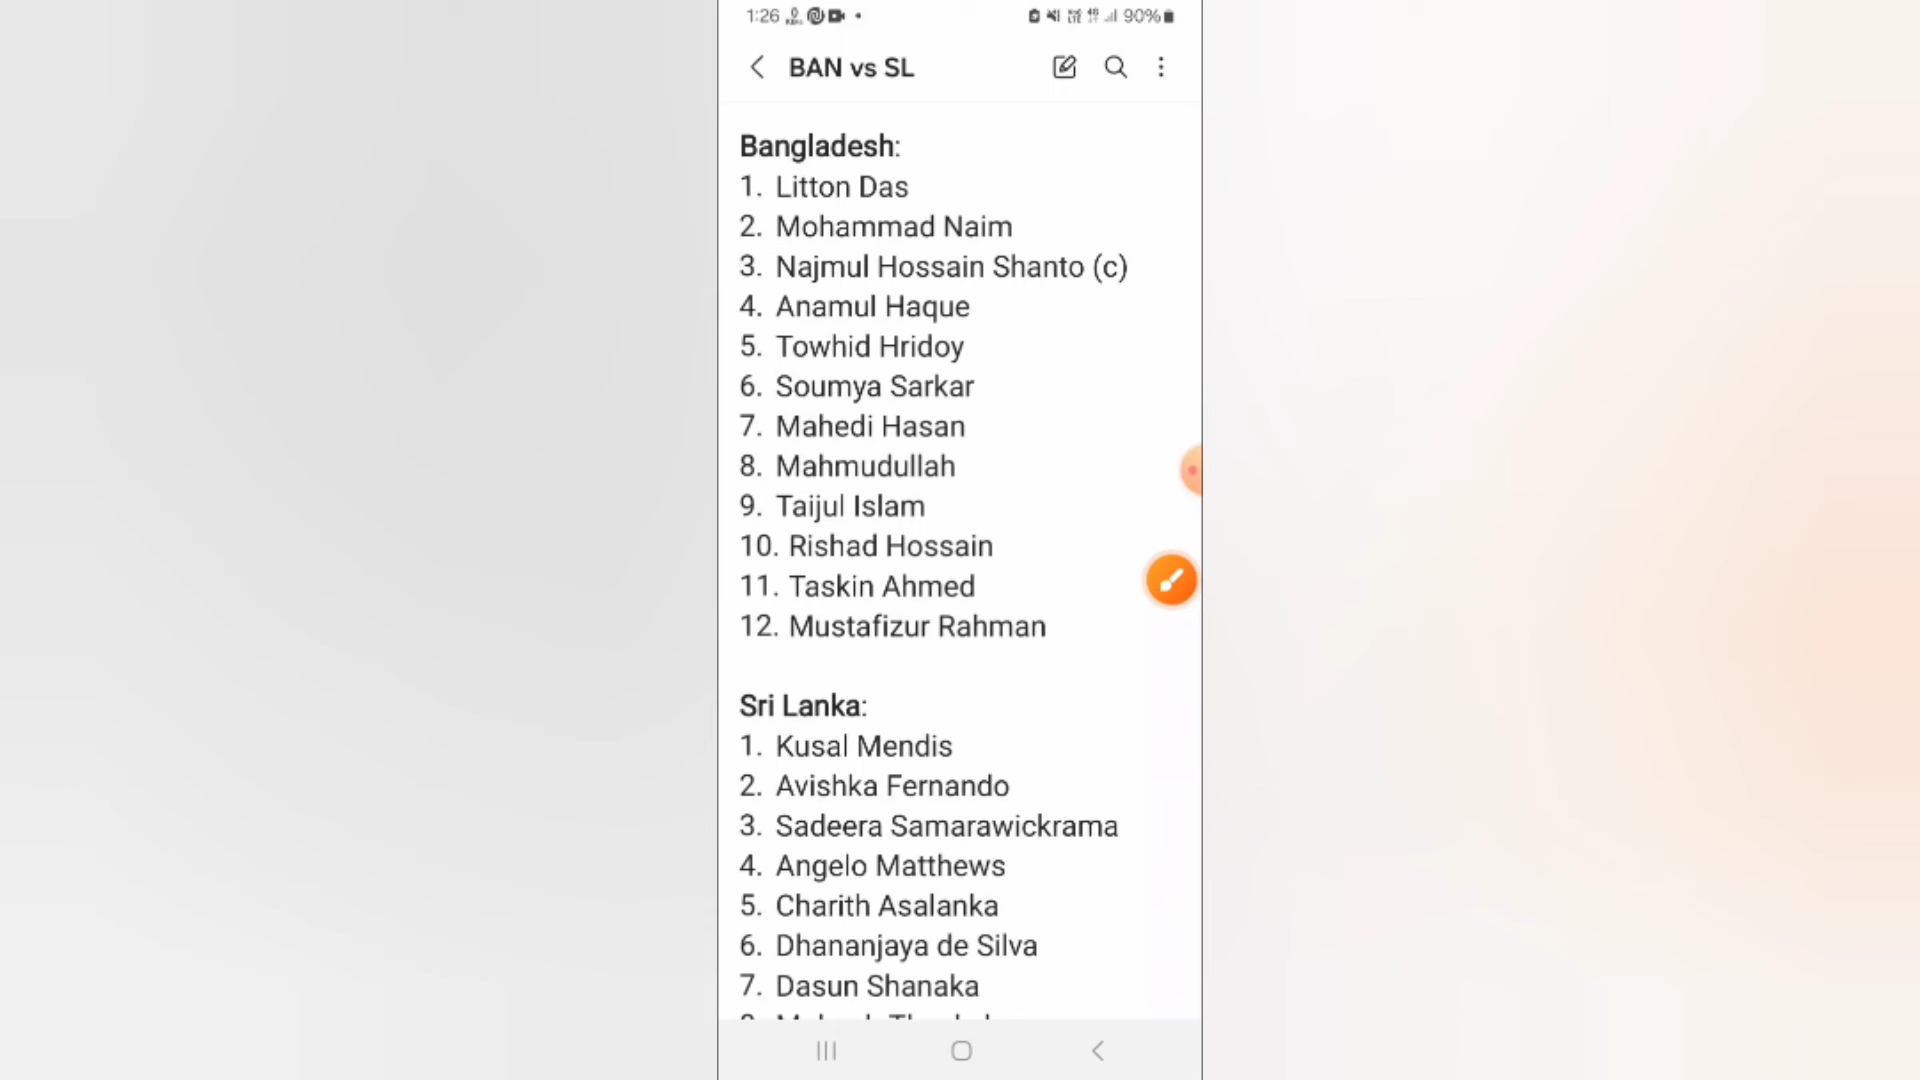 1:26
90%
BAN vs SL
Bangladesh:
1. Litton Das
2. Mohammad Naim
3. Najmul Hossain Shanto (c)
4. Anamul Haque
5. Towhid Hridoy
6. Soumya Sarkar
7. Mahedi Hasan
8. Mahmudullah
9. Taijul Islam
10. Rishad Hossain
11. Taskin Ahmed
12. Mustafizur Rahman
Sri Lanka:
1. Kusal Mendis
2. Avishka Fernando
3. Sadeera Samarawickrama
4. Angelo Matthews
5. Charith Asalanka
6. Dhananjaya de Silva
7. Dasun Shanaka